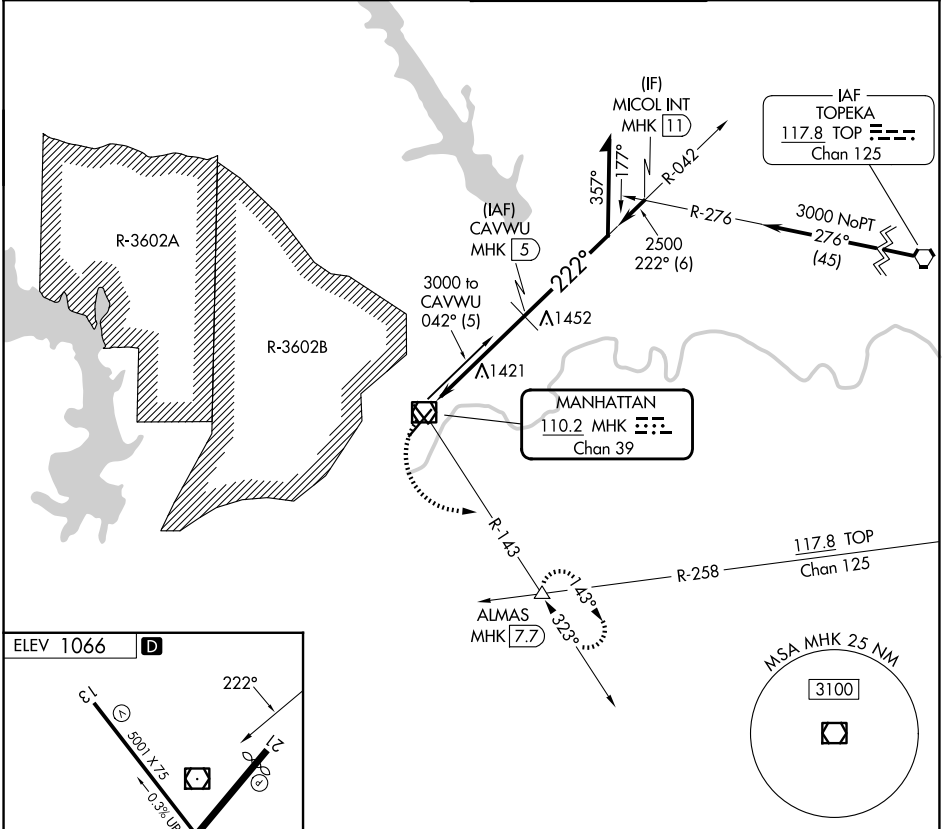 (IF)
MICOL INT
MHK 11
IAF
TOPEKA
117.8 TOP
Chan 125
R-042
357°
177°
R-276
3000 NoPT
276°
(45)
2500
222° (6)
(IAF)
CAVWU
MHK 5
222°
R-3602A
R-3602B
3000 to
CAVWU
042° (5)
1452
1421
MANHATTAN
110.2 MHK
Chan 39
R-143
117.8 TOP
Chan 125
R-258
ALMAS
MHK 7.7
143°
323°
MSA MHK 25 NM
3100
ELEV 1066 D
222°
13
V
5001 X 75
0.3% UP
21
P